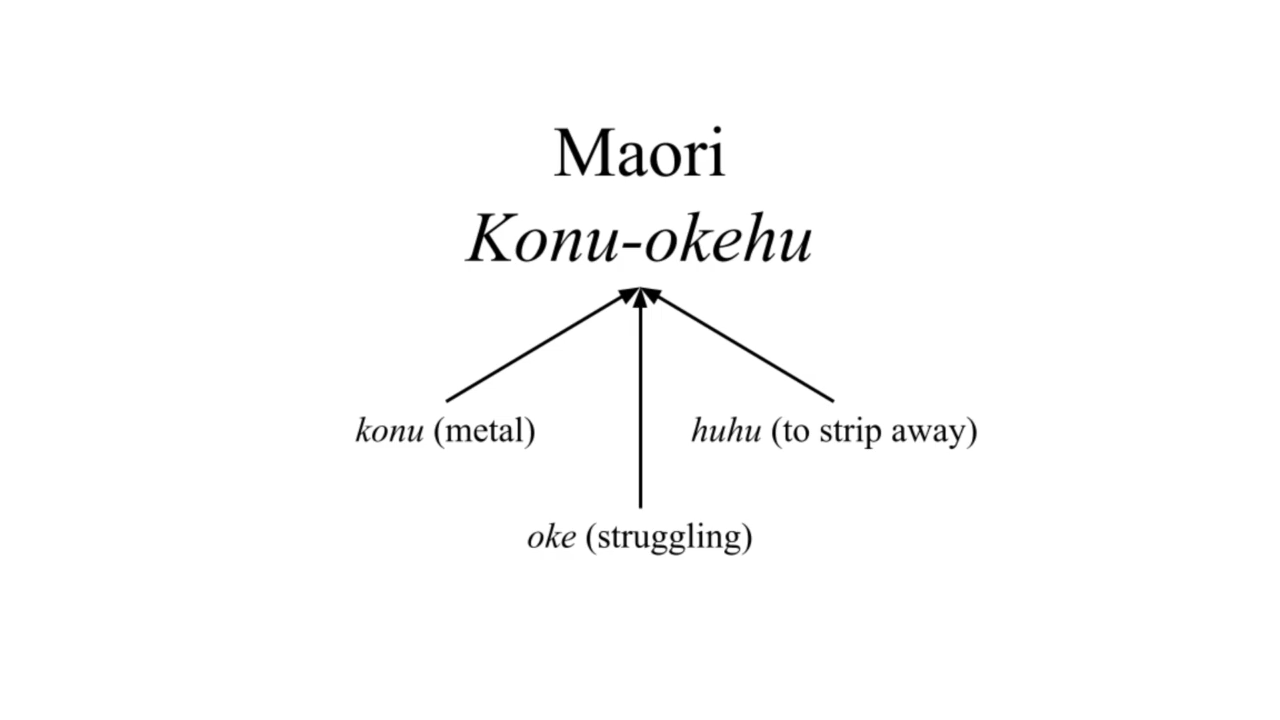 Maori
Konu-okehu
konu (metal)
huhu (to strip away)
oke (struggling)